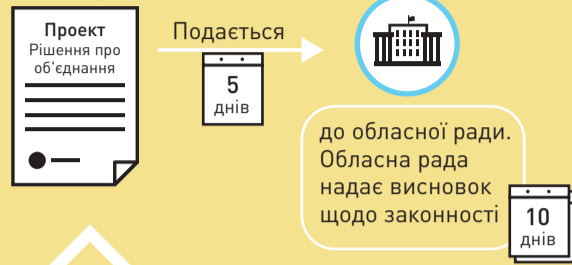 Проект
Рішення про
об'єднання
Подається
5
днів
до обласної ради.
Обласна рада
надає висновок
щодо законності
10
днів